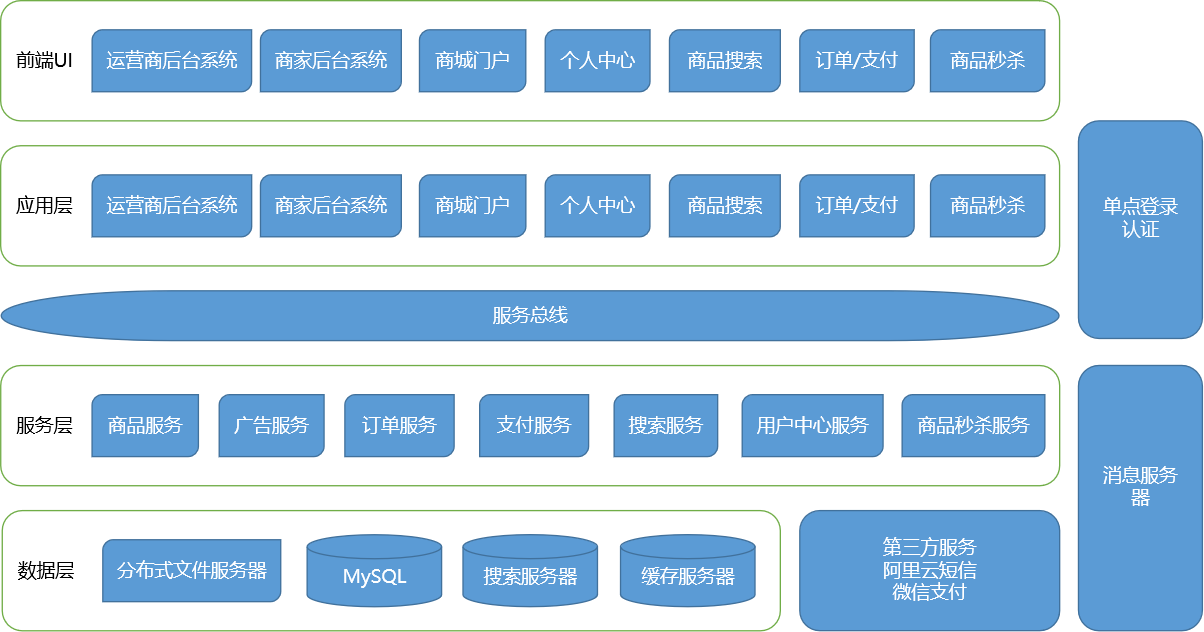 前端UI
运营商后台系统
商家后台系统
商城门户
个人中心
商品搜索
订单/支付
商品秒杀
应用层
运营商后台系统
商家后台系统
商城门户
个人中心
商品搜索
订单/支付
商品秒杀
单点登录
认证
服务总线
服务层
商品服务
广告服务
订单服务
支付服务
搜索服务
用户中心服务
商品秒杀服务
消息服务
器
数据层
分布式文件服务器
MySQL
搜索服务器
缓存服务器
第三方服务
阿里云短信
微信支付